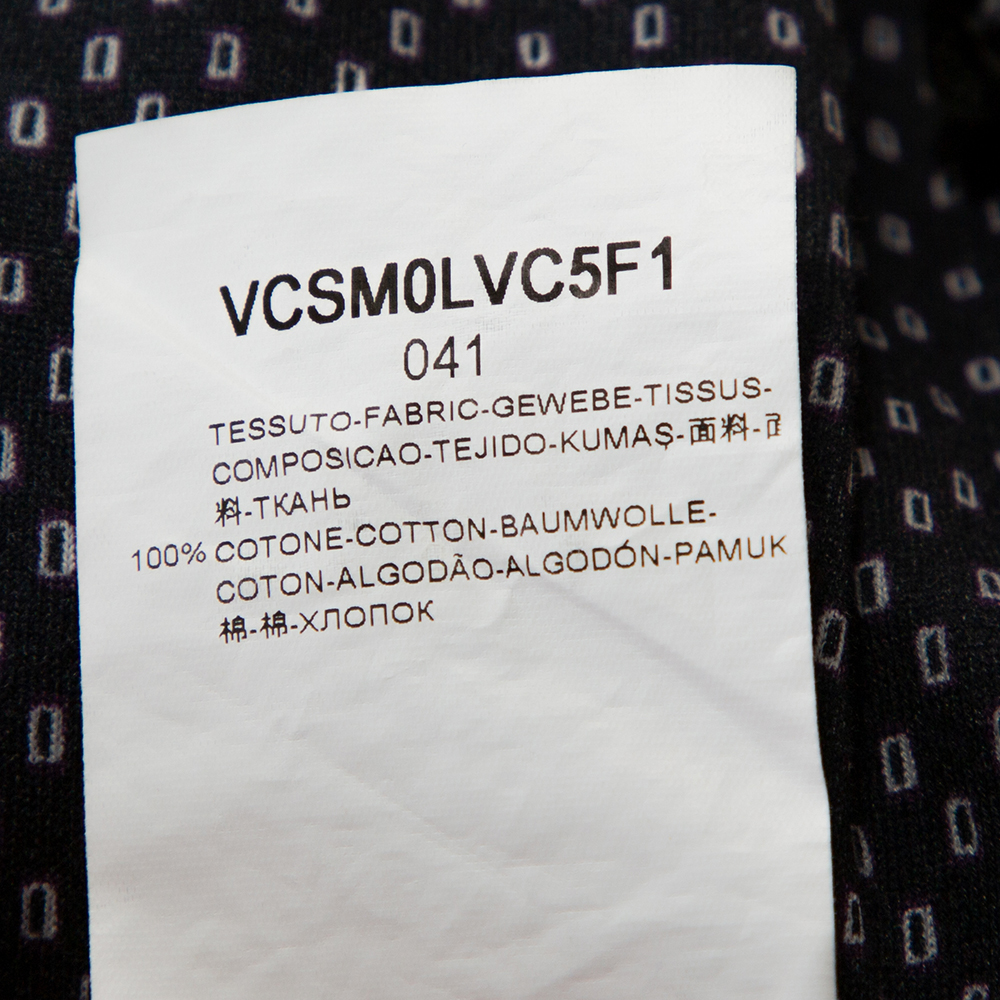 VCSM0LVC5F1
041
TESSUTO-FABRIC-GEWEBE-TISSUS-
COMPOSICAO-TEJIDO-KUMAŞ-面料-
料-ТКАНЬ
100% COTONE-COTTON-BAUMWOLLE-
COTON-ALGODÃO-ALGODÓN-PAMUK
棉-棉-ХЛОПОК